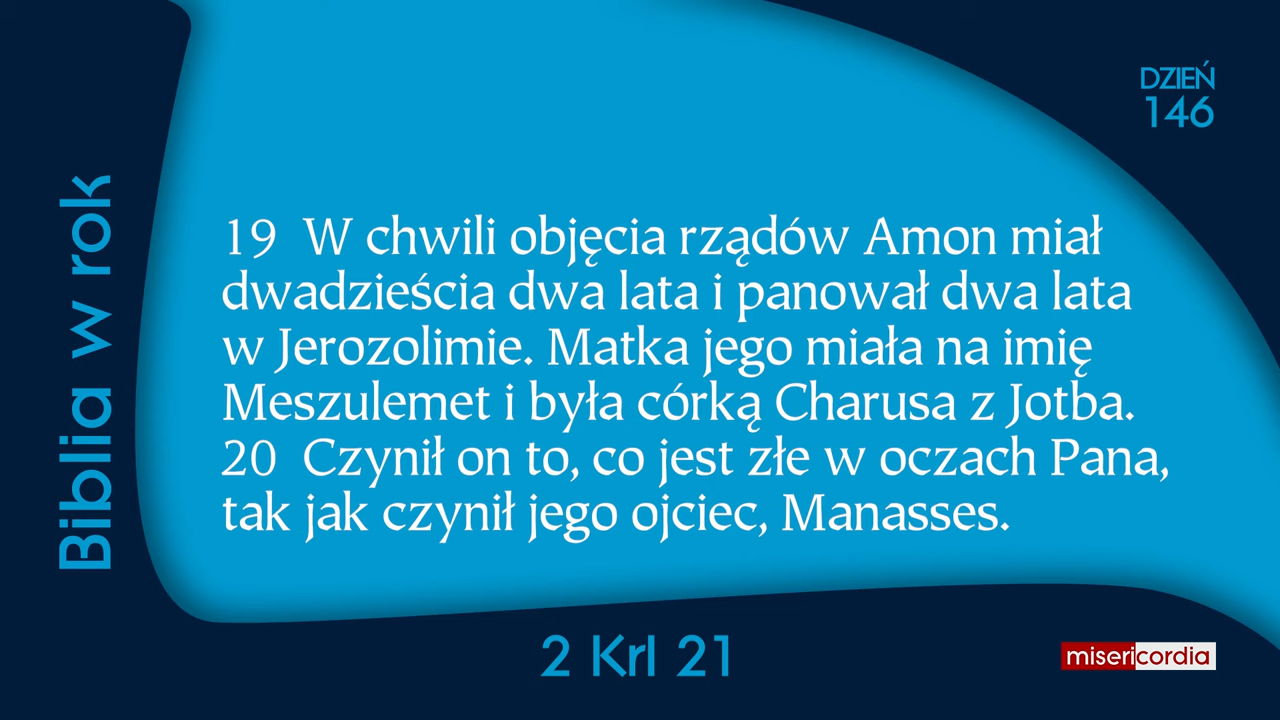 DZIEŃ
146
Biblia w rok
19 W chwili objęcia rządów Amon miał
dwadzieścia dwa lata i panował dwa lata
w Jerozolimie. Matka jego miała na imię
Meszulemet i była córką Charusa z Jotba.
20 Czynił on to, co jest złe w oczach Pana,
tak jak czynił jego ojciec, Manasses.
2 Krl 21
misericordia